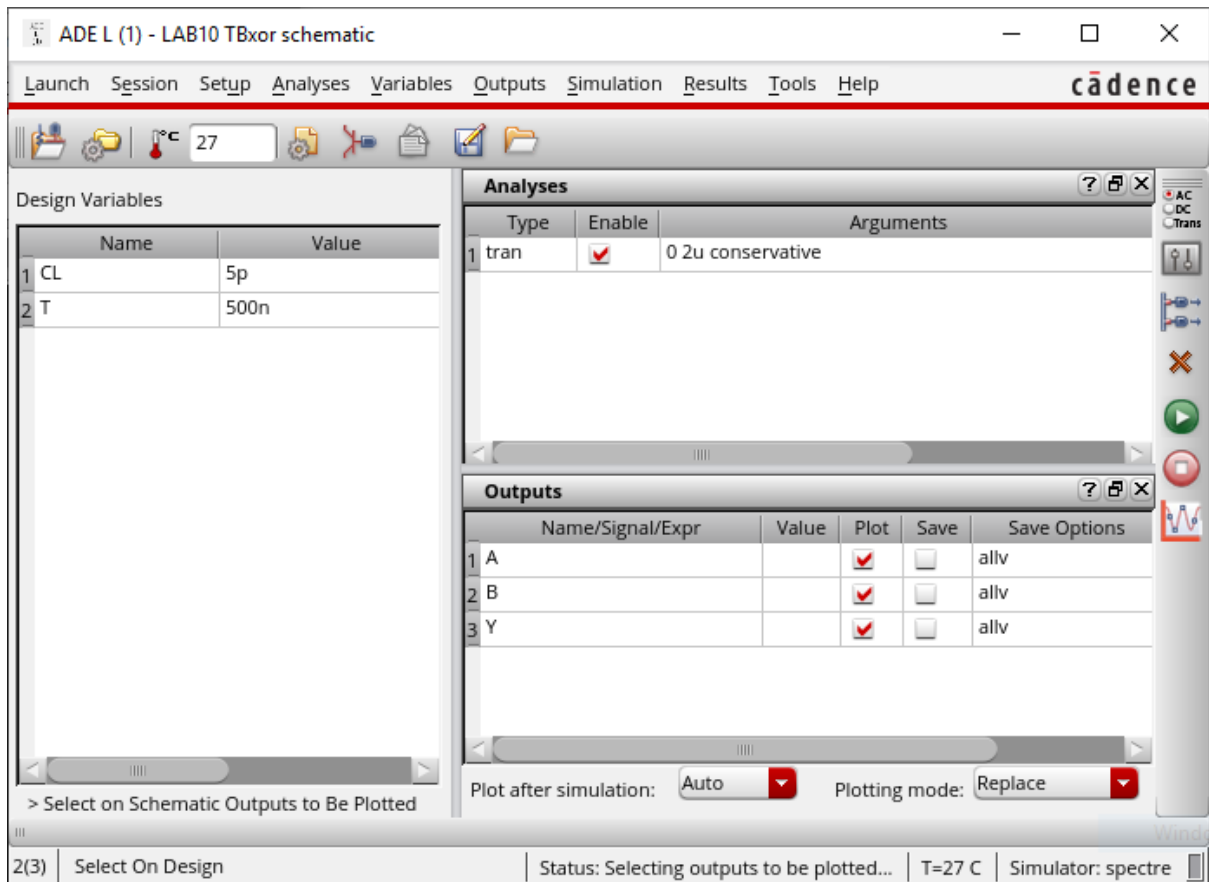 ADE L (1) - LAB10 TBxor schematic
Launch Session Setup Analyses Variables Outputs Simulation Results Tools Help cādence
°C 27
Design Variables
Name Value
1 CL 5p
2 T 500n
> Select on Schematic Outputs to Be Plotted
Analyses
Type Enable Arguments
1 tran 0 2u conservative
Outputs
Name/Signal/Expr Value Plot Save Save Options
1 A allv
2 B allv
3 Y allv
Plot after simulation: Auto Plotting mode: Replace
AC
DC
Trans
2(3) Select On Design Status: Selecting outputs to be plotted... T=27 C Simulator: spectre